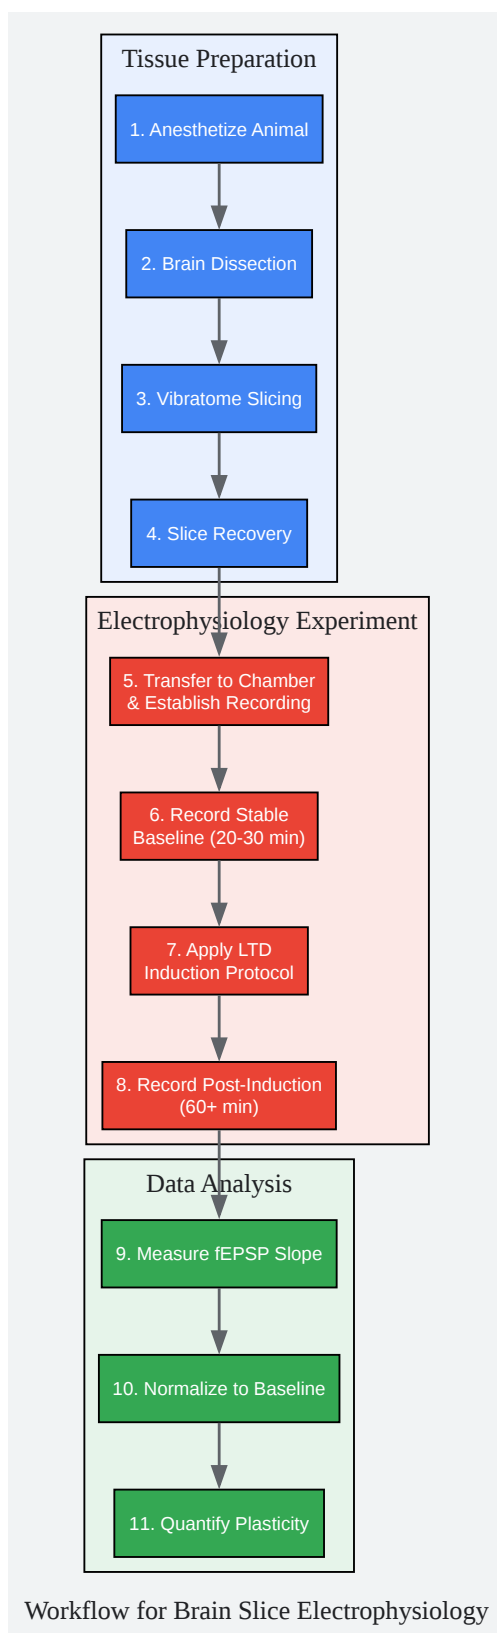 Tissue Preparation
1. Anesthetize Animal
2. Brain Dissection
3. Vibratome Slicing
4. Slice Recovery
Electrophysiology Experiment
5. Transfer to Chamber
& Establish Recording
6. Record Stable
Baseline (20-30 min)
7. Apply LTD
Induction Protocol
8. Record Post-Induction
(60+ min)
Data Analysis
9. Measure fEPSP Slope
10. Normalize to Baseline
11. Quantify Plasticity
Workflow for Brain Slice Electrophysiology